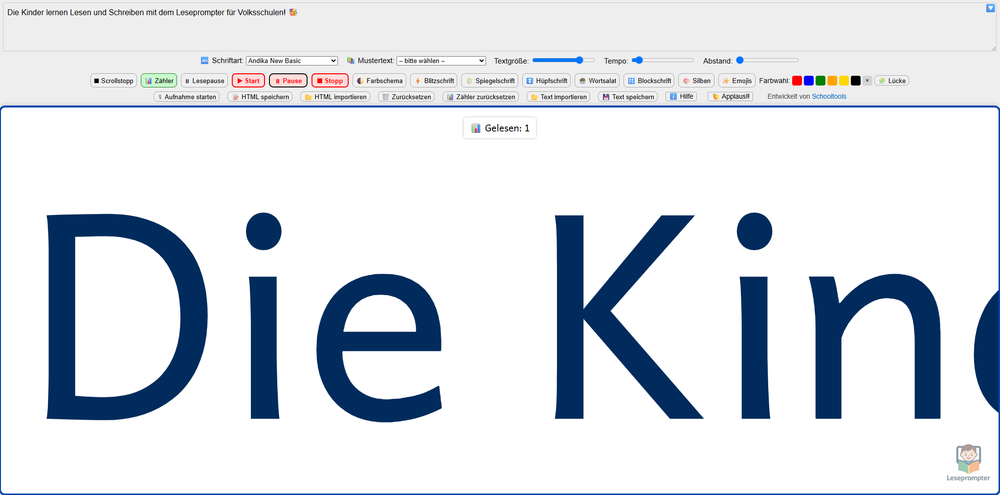 Die Kinder lernen Lesen und Schreiben mit dem Leseprompter für Volksschulen! 🥳
🔤 Schriftart: Andika New Basic 📚 Mustertext: – bitte wählen – Textgröße: Tempo: Abstand:
⏹ Scrollstopp 📊 Zähler ⏸ Lesepause ▶ Start ⏸ Pause ⏹ Stopp 🌓 Farbschema ⚡ Blitzschrift 🪞 Spiegelschrift ↕️ Hüpfschrift 🥗 Wortsalat 🔠 Blockschrift 🎨 Silben ✨ Emojis Farbwahl: × 🧩 Lücke
🎙 Aufnahme starten 📝 HTML speichern 📂 HTML importieren 🗑️ Zurücksetzen 📊 Zähler zurücksetzen 📂 Text importieren 💾 Text speichern ℹ️ Hilfe 👏 Applaus!! Entwickelt von Schooltools
📊 Gelesen: 1
Die Kin
Leseprompter